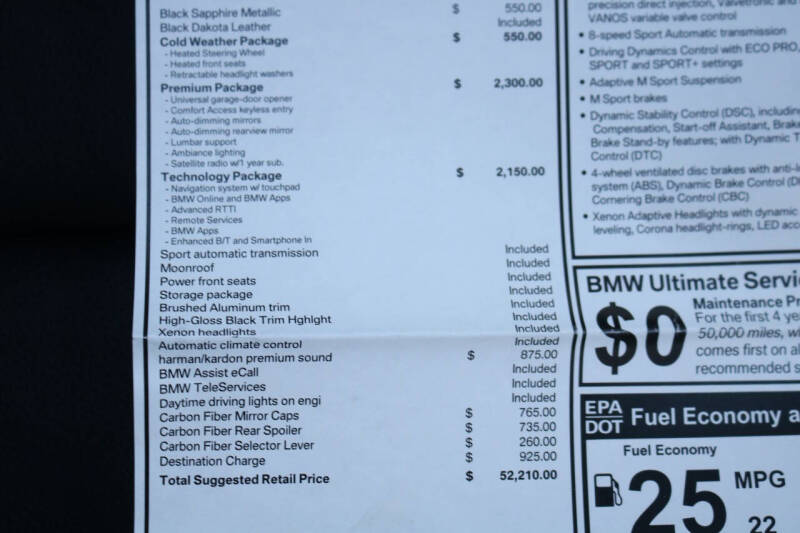 Black Sapphire Metallic $ 550.00
Black Dakota Leather Included
Cold Weather Package $ 550.00
- Heated Steering Wheel
- Heated front seats
- Retractable headlight washers
Premium Package $ 2,300.00
- Universal garage-door opener
- Comfort Access keyless entry
- Auto-dimming mirrors
- Auto-dimming rearview mirror
- Lumbar support
- Ambiance lighting
- Satellite radio w/1 year sub.
Technology Package $ 2,150.00
- Navigation system w/ touchpad
- BMW Online and BMW Apps
- Advanced RTTI
- Remote Services
- BMW Apps
- Enhanced B/T and Smartphone In
Sport automatic transmission Included
Moonroof Included
Power front seats Included
Storage package Included
Brushed Aluminum trim Included
High-Gloss Black Trim Hghlght Included
Xenon headlights Included
Automatic climate control Included
harman/kardon premium sound $ 875.00
BMW Assist eCall Included
BMW TeleServices Included
Daytime driving lights on engi Included
Carbon Fiber Mirror Caps $ 765.00
Carbon Fiber Rear Spoiler $ 735.00
Carbon Fiber Selector Lever $ 260.00
Destination Charge $ 925.00
Total Suggested Retail Price $ 52,210.00
precision direct injection, Valvetronic and
VANOS variable valve control
• 8-speed Sport Automatic transmission
• Driving Dynamics Control with ECO PRO,
SPORT and SPORT+ settings
• Adaptive M Sport Suspension
• M Sport brakes
• Dynamic Stability Control (DSC), includin
Compensation, Start-off Assistant, Brake
Brake Stand-by features; with Dynamic T
Control (DTC)
• 4-wheel ventilated disc brakes with anti-l
system (ABS), Dynamic Brake Control (D
Cornering Brake Control (CBC)
• Xenon Adaptive Headlights with dynamic
leveling, Corona headlight-rings, LED acc
BMW Ultimate Servi
$0
Maintenance Pr
For the first 4 ye
50,000 miles, wh
comes first on al
recommended s
EPA
DOT Fuel Economy a
Fuel Economy
25 MPG
22